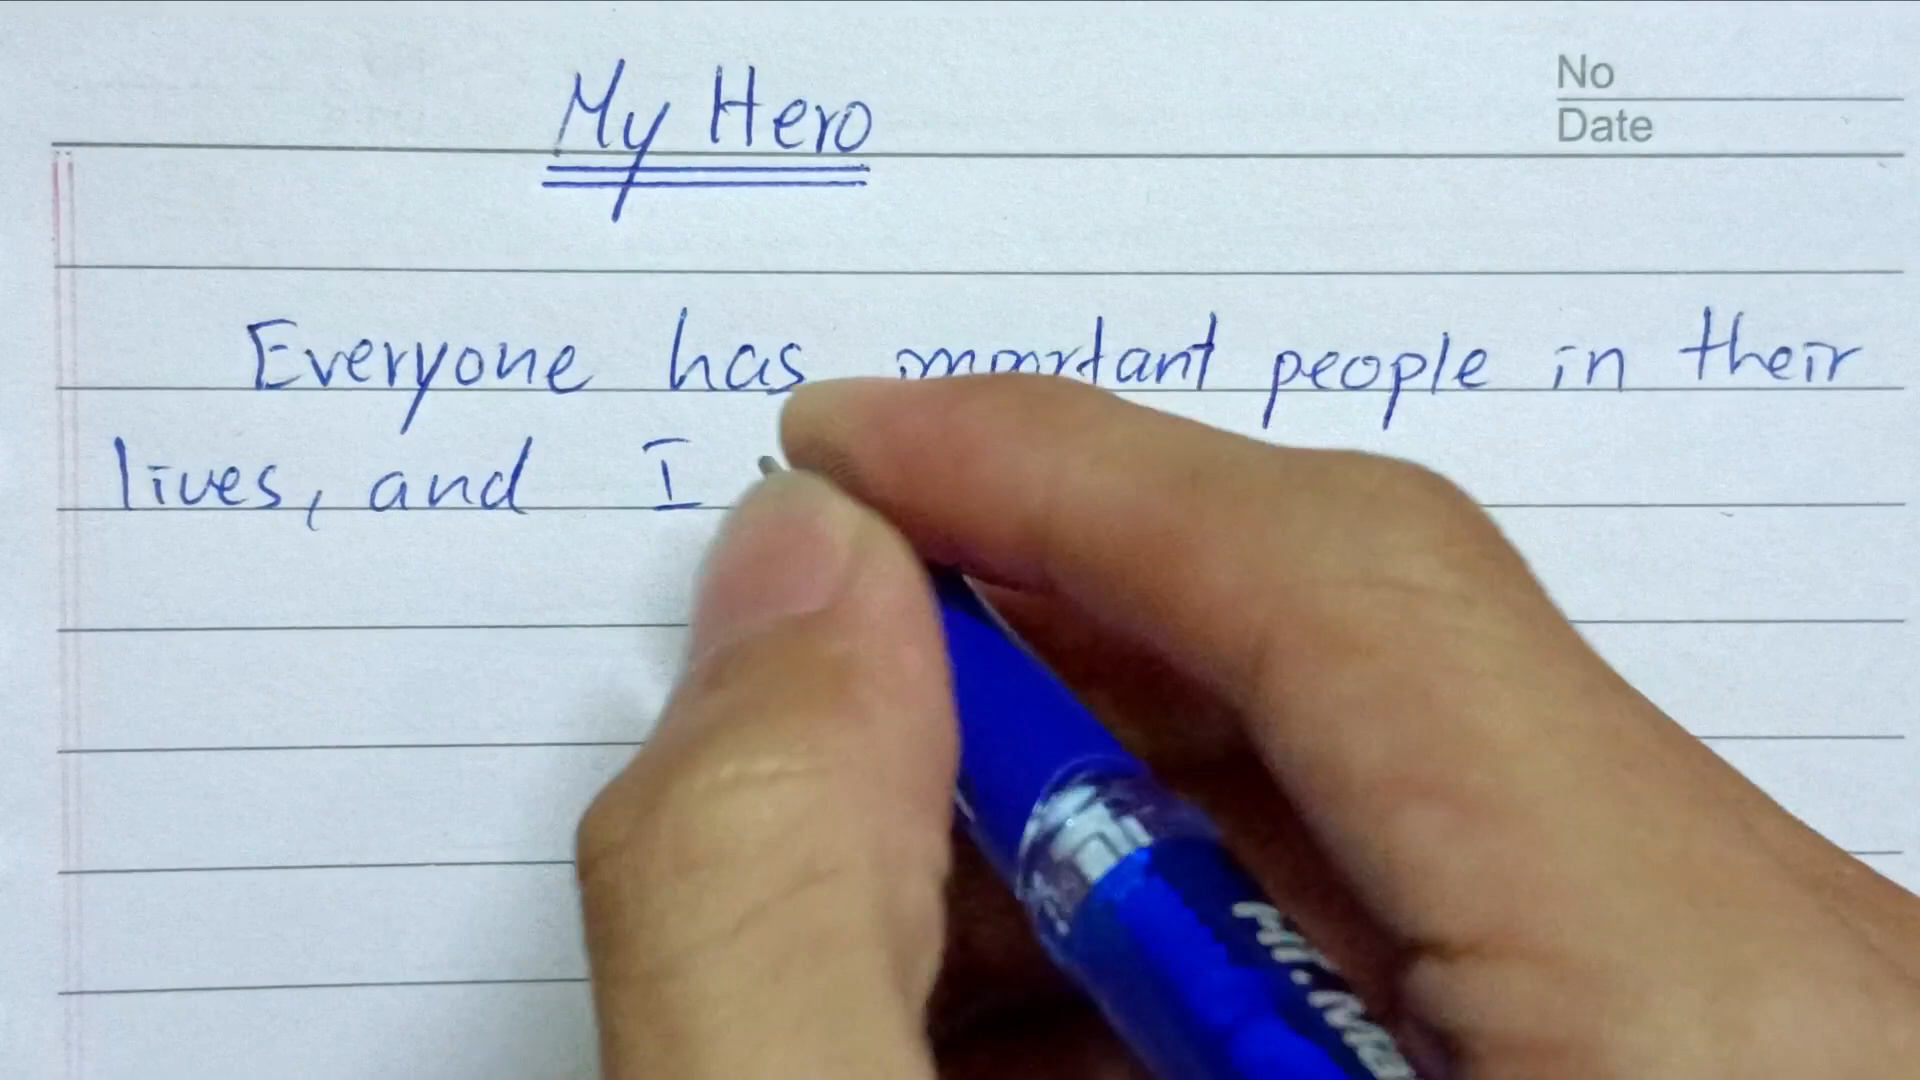 My Hero
No
Date
Everyone has important people in their
lives, and I